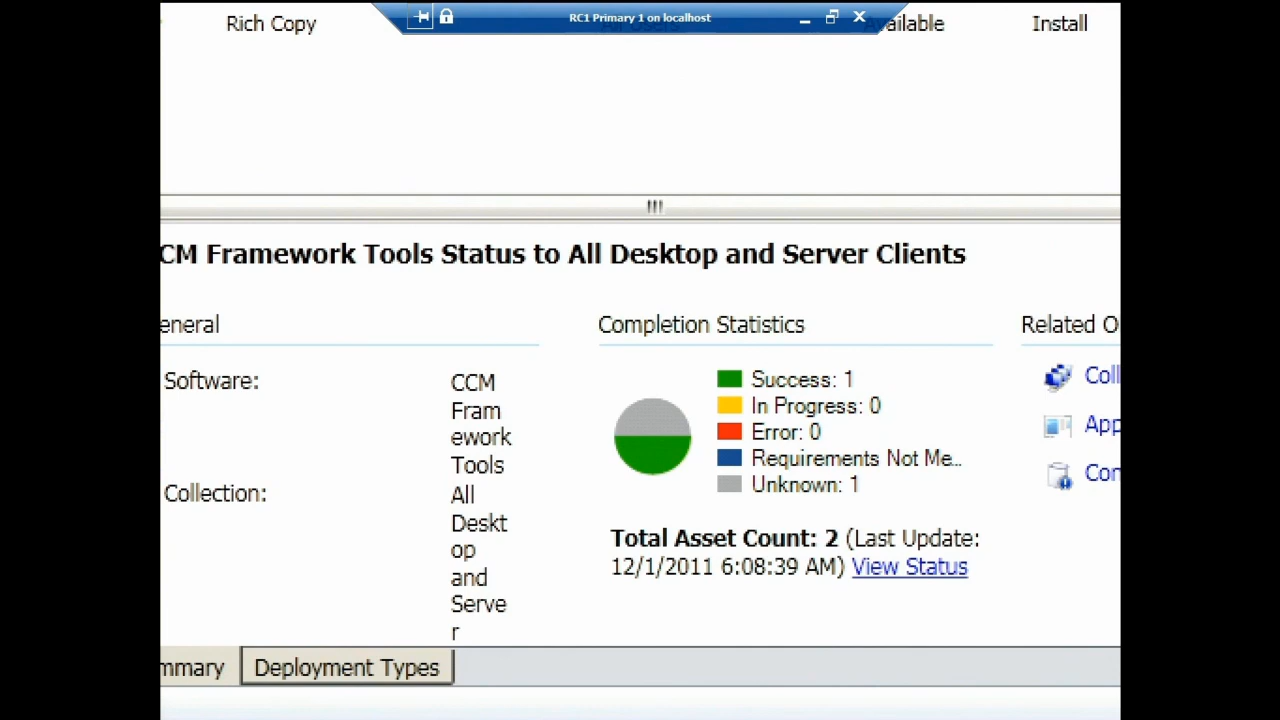 RC1 Primary 1 on localhost
Rich Copy
Available
Install
CM Framework Tools Status to All Desktop and Server Clients
eneral
Completion Statistics
Related O
Software:
CCM
Fram
ework
Tools
Collection:
All
Deskt
op
and
Serve
r
Success: 1
In Progress: 0
Error: 0
Requirements Not Me...
Unknown: 1
Total Asset Count: 2 (Last Update:
12/1/2011 6:08:39 AM) View Status
Coll
App
Con
mmary
Deployment Types